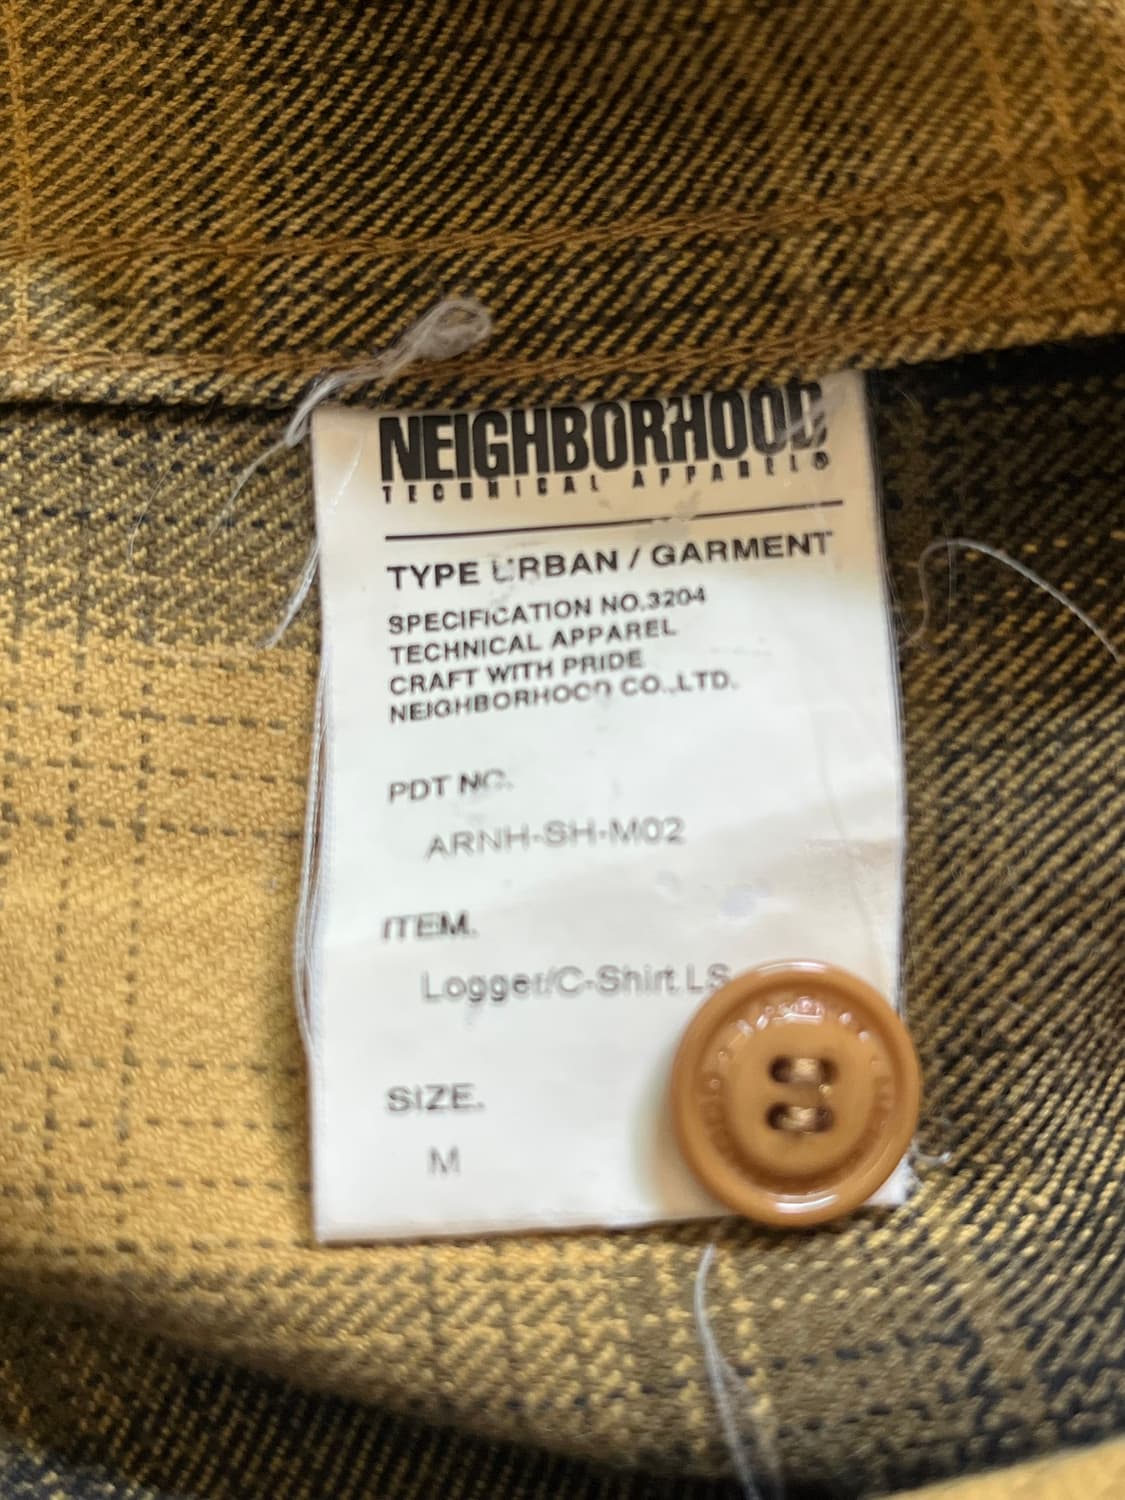 NEIGHBORHOOD
TECHNICAL APPAREL®
TYPE URBAN / GARMENT
SPECIFICATION NO.3204
TECHNICAL APPAREL
CRAFT WITH PRIDE
NEIGHBORHOOD CO.,LTD.
PDT NO.
ARNH-SH-M02
ITEM.
Logger/C-Shirt.LS
SIZE.
M